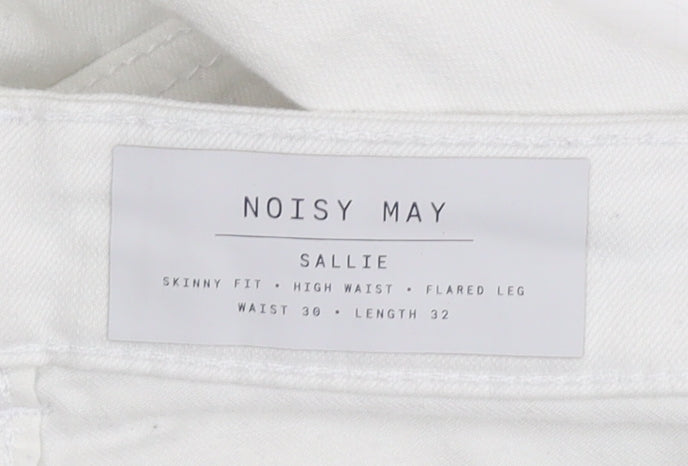 NOISY MAY
SALLIE
SKINNY FIT • HIGH WAIST • FLARED LEG
WAIST 30 • LENGTH 32